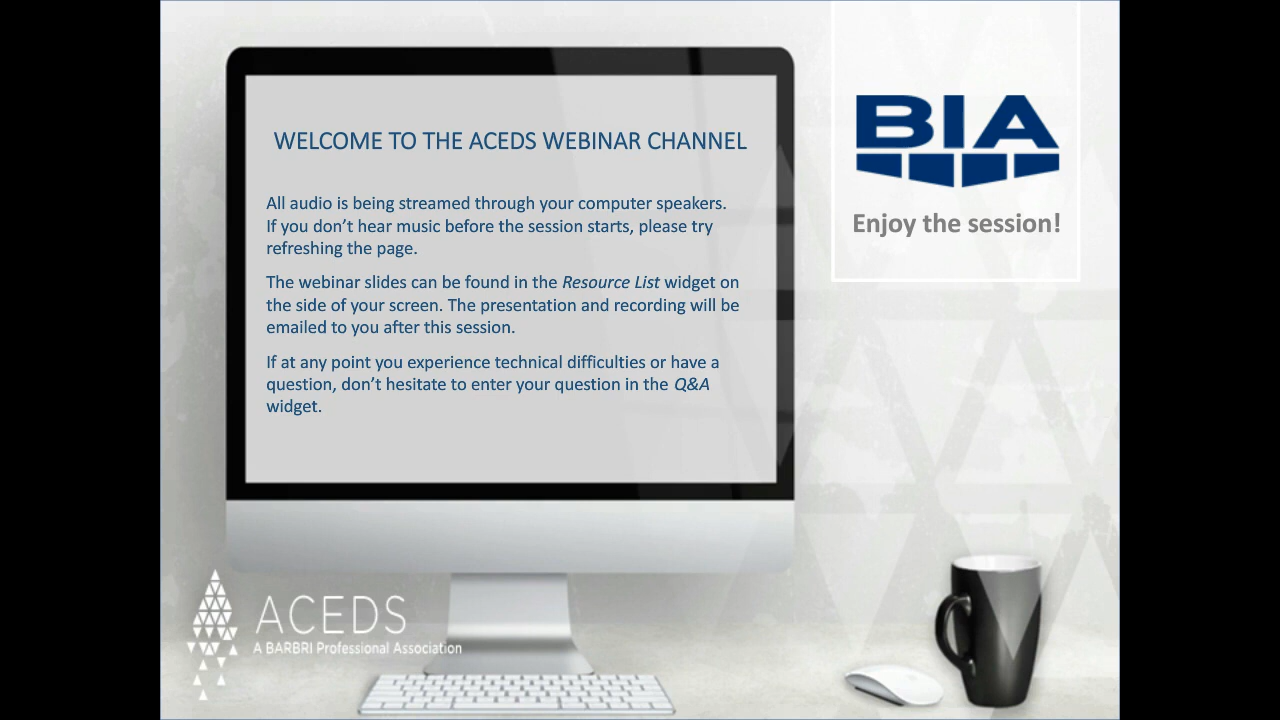 WELCOME TO THE ACEDS WEBINAR CHANNEL
All audio is being streamed through your computer speakers.
If you don’t hear music before the session starts, please try
refreshing the page.
The webinar slides can be found in the Resource List widget on
the side of your screen. The presentation and recording will be
emailed to you after this session.
If at any point you experience technical difficulties or have a
question, don’t hesitate to enter your question in the Q&A
widget.
BIA
Enjoy the session!
ACEDS
A BARBRI Professional Association